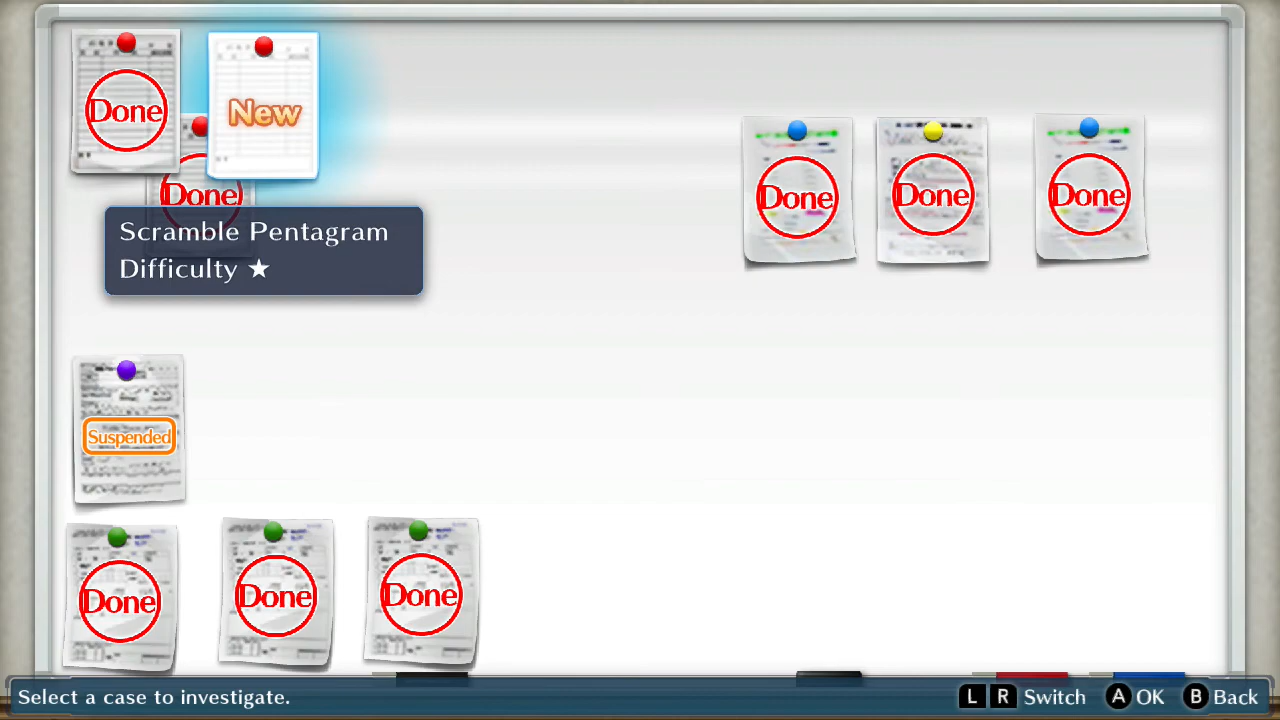 Done
New
Done
Scramble Pentagram
Difficulty ★
Done
Done
Done
Suspended
Done
Done
Done
Select a case to investigate.
L R Switch A OK B Back